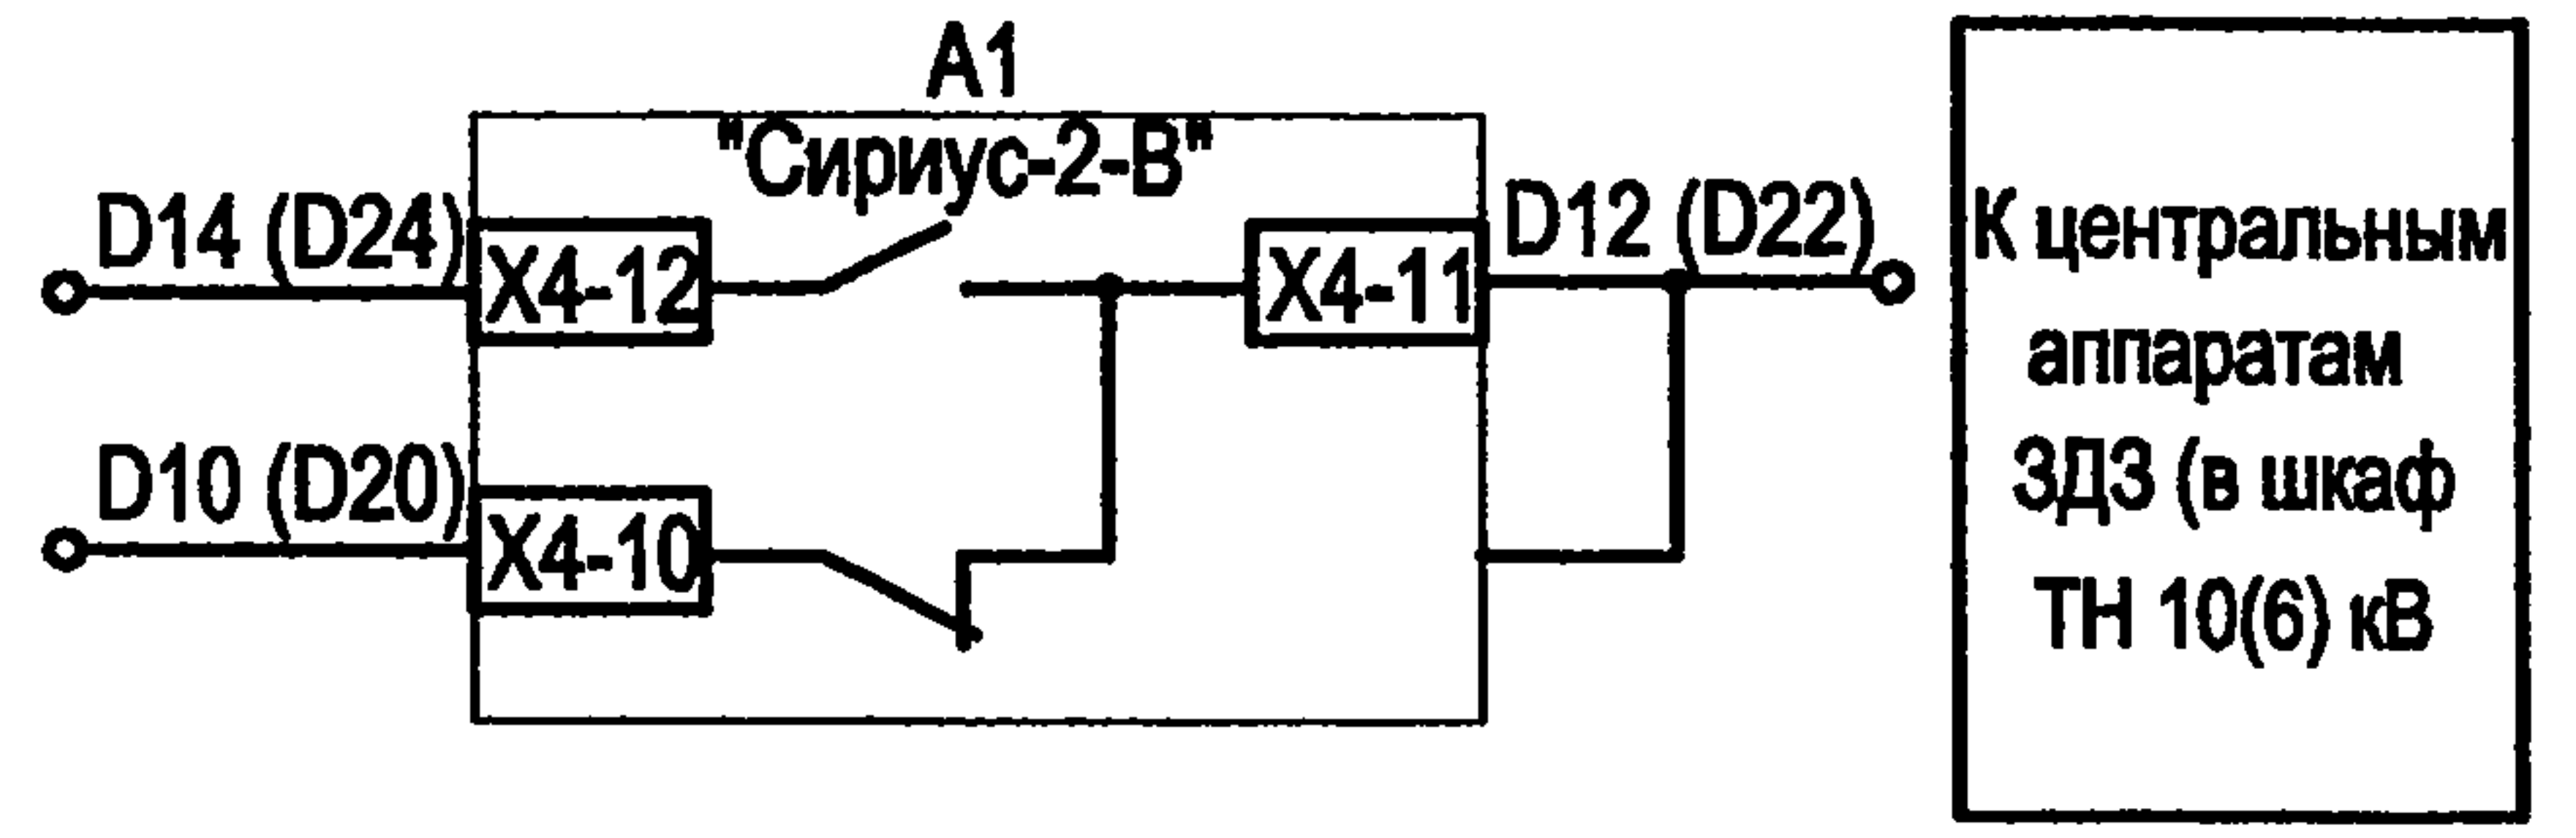 A1
"Сириус-2-В"
D14 (D24)
X4-12
X4-11
D12 (D22)
D10 (D20)
X4-10
К центральным
аппаратам
ЗДЗ (в шкаф
ТН 10(6) кВ